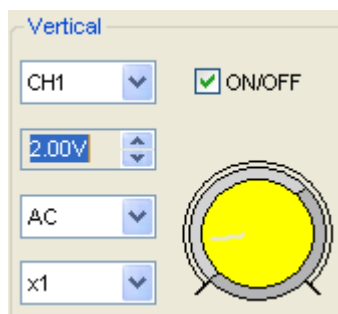 Vertical
CH1
ON/OFF
2.00V
AC
x1